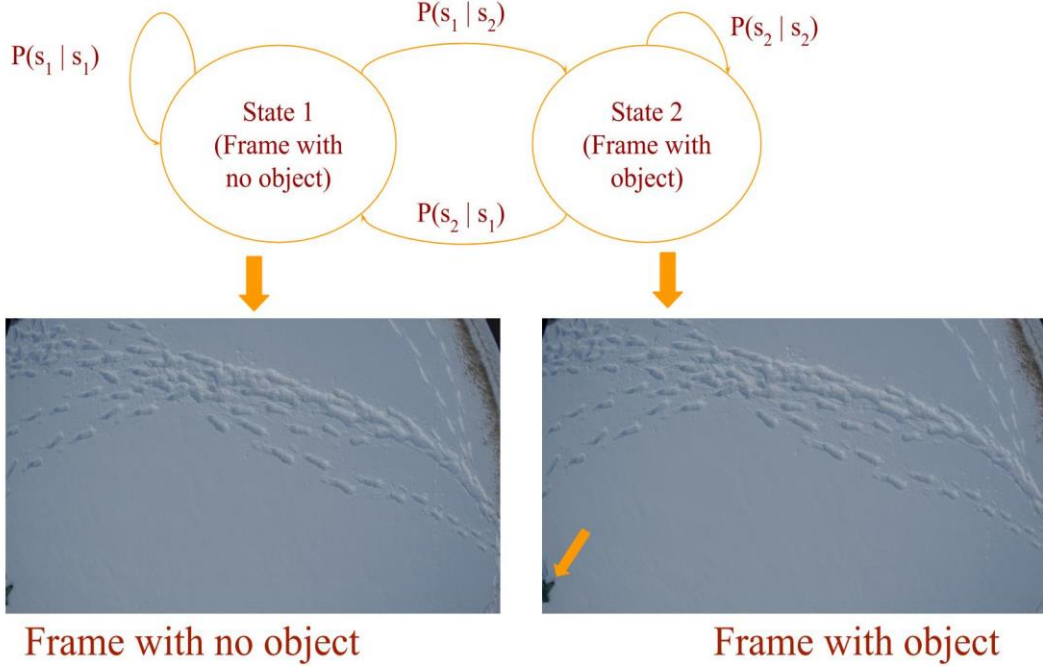 P(s1 | s2)
P(s2 | s2)
P(s1 | s1)
State 1
(Frame with
no object)
State 2
(Frame with
object)
P(s2 | s1)
Frame with no object
Frame with object